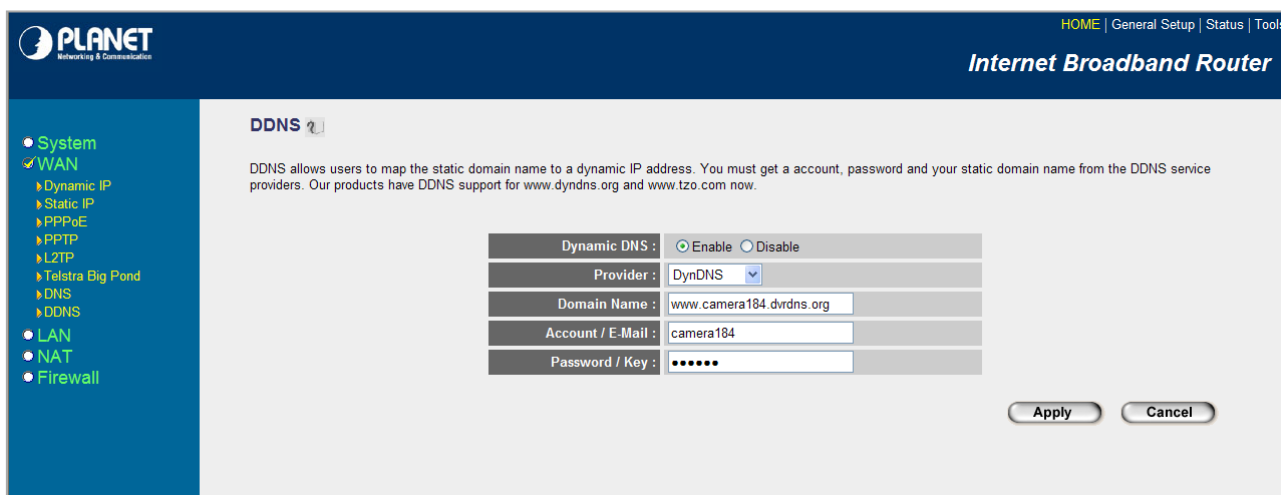 PLANET
Networking & Communication
HOME | General Setup | Status | Tools
Internet Broadband Router
System
WAN
Dynamic IP
Static IP
PPPoE
PPTP
L2TP
Telstra Big Pond
DNS
DDNS
LAN
NAT
Firewall
DDNS
DDNS allows users to map the static domain name to a dynamic IP address. You must get a account, password and your static domain name from the DDNS service
providers. Our products have DDNS support for www.dyndns.org and www.tzo.com now.
Dynamic DNS : Enable Disable
Provider : DynDNS
Domain Name : www.camera184.dvrdns.org
Account / E-Mail : camera184
Password / Key : ••••••
Apply Cancel